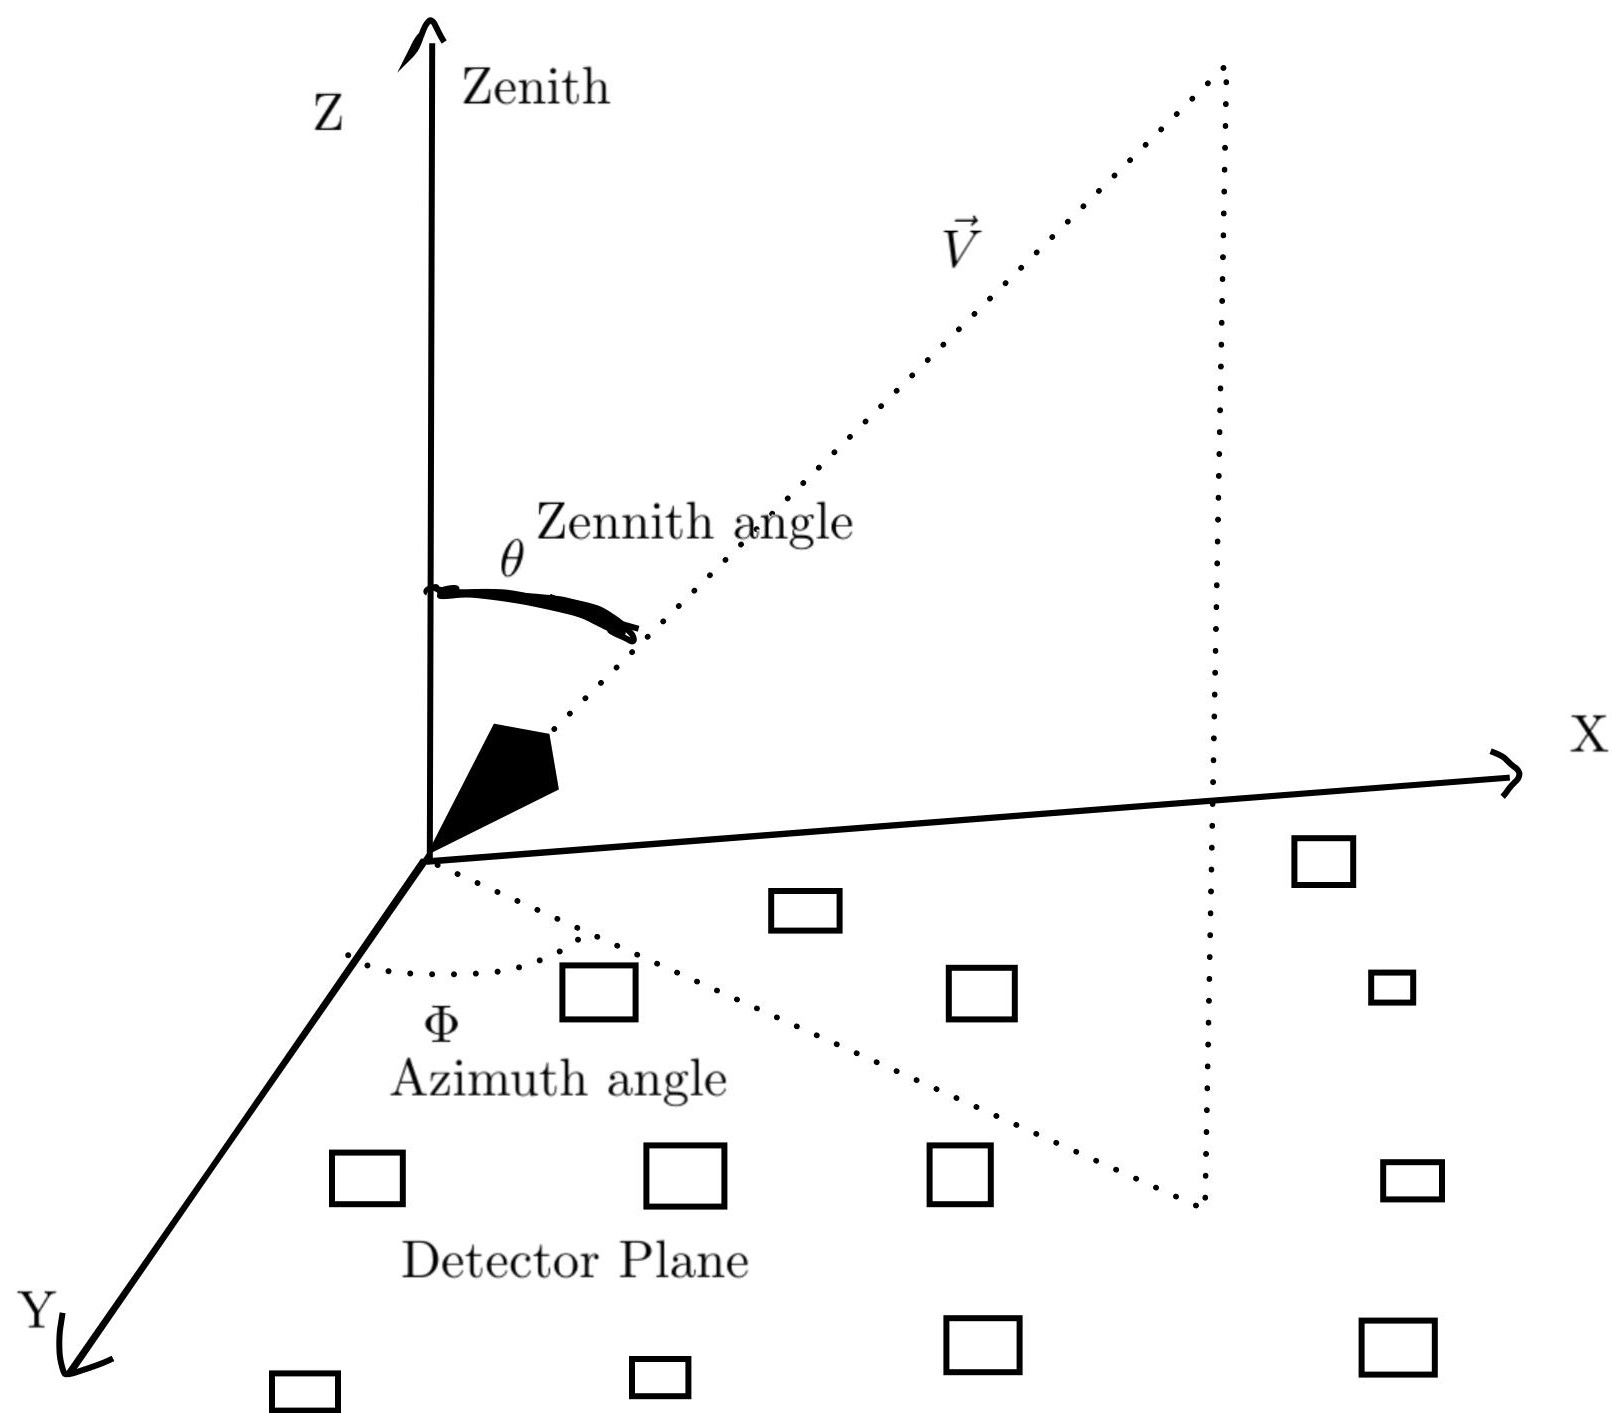 Zenith
Z
V⃗
Zennith angle
θ
X
Φ
Azimuth angle
Detector Plane
Y